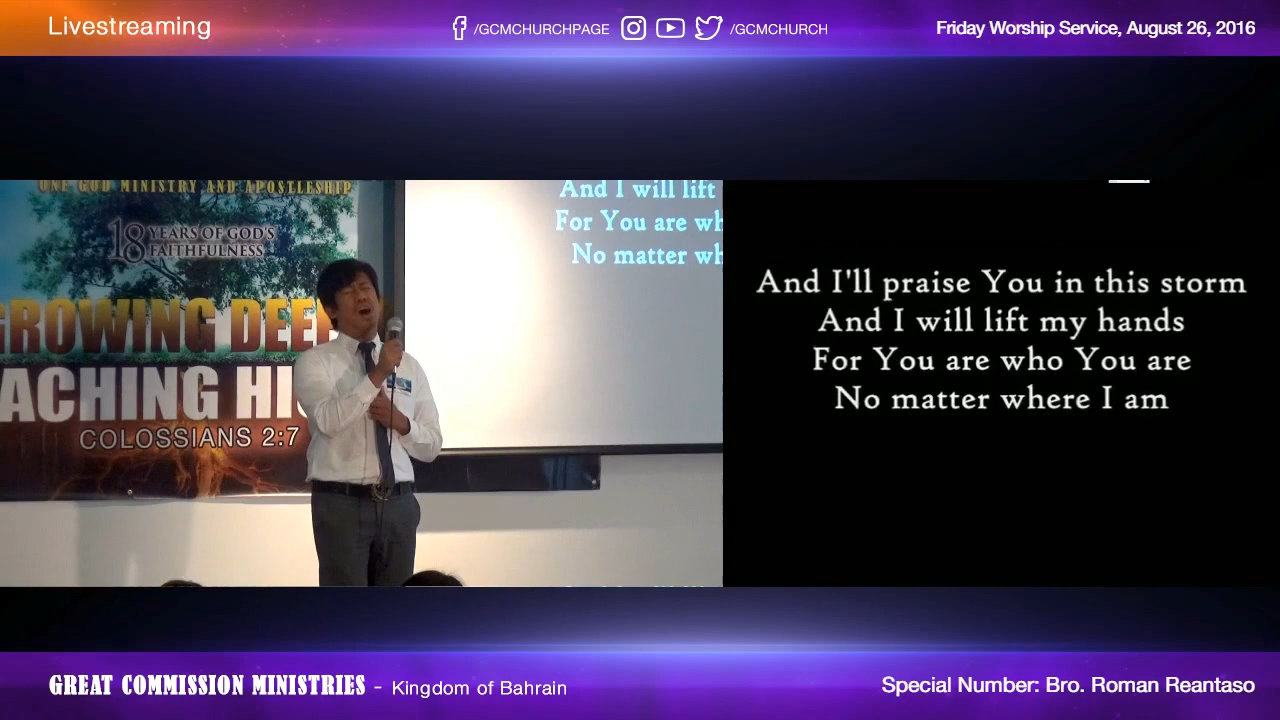 Livestreaming
/GCMCHURCHPAGE
/GCMCHURCH
Friday Worship Service, August 26, 2016
ONE GOD MINISTRY AND APOSTLESHIP
18 YEARS OF GOD'S
FAITHFULNESS
GROWING DEE
ACHING HI
COLOSSIANS 2:7
And I will lift
For You are wh
No matter wh
And I'll praise You in this storm
And I will lift my hands
For You are who You are
No matter where I am
GREAT COMMISSION MINISTRIES - Kingdom of Bahrain
Special Number: Bro. Roman Reantaso